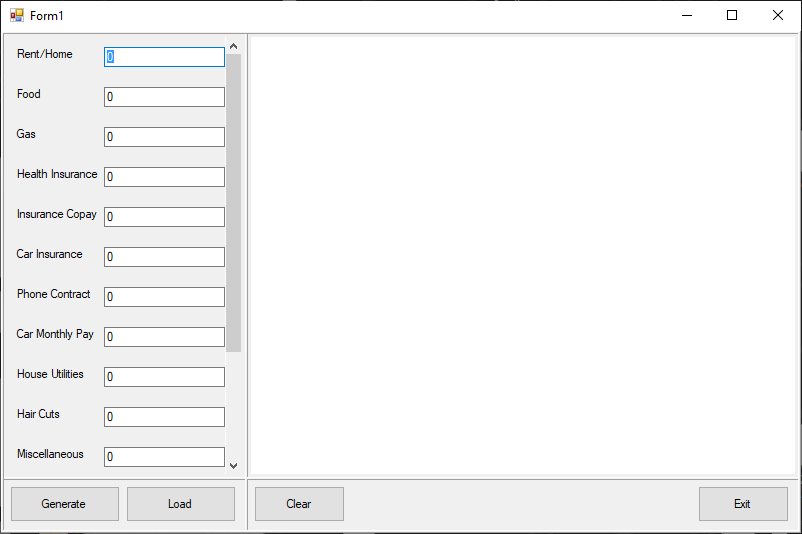 Form1
Rent/Home 0
Food 0
Gas 0
Health Insurance 0
Insurance Copay 0
Car Insurance 0
Phone Contract 0
Car Monthly Pay 0
House Utilities 0
Hair Cuts 0
Miscellaneous 0
Generate Load Clear Exit